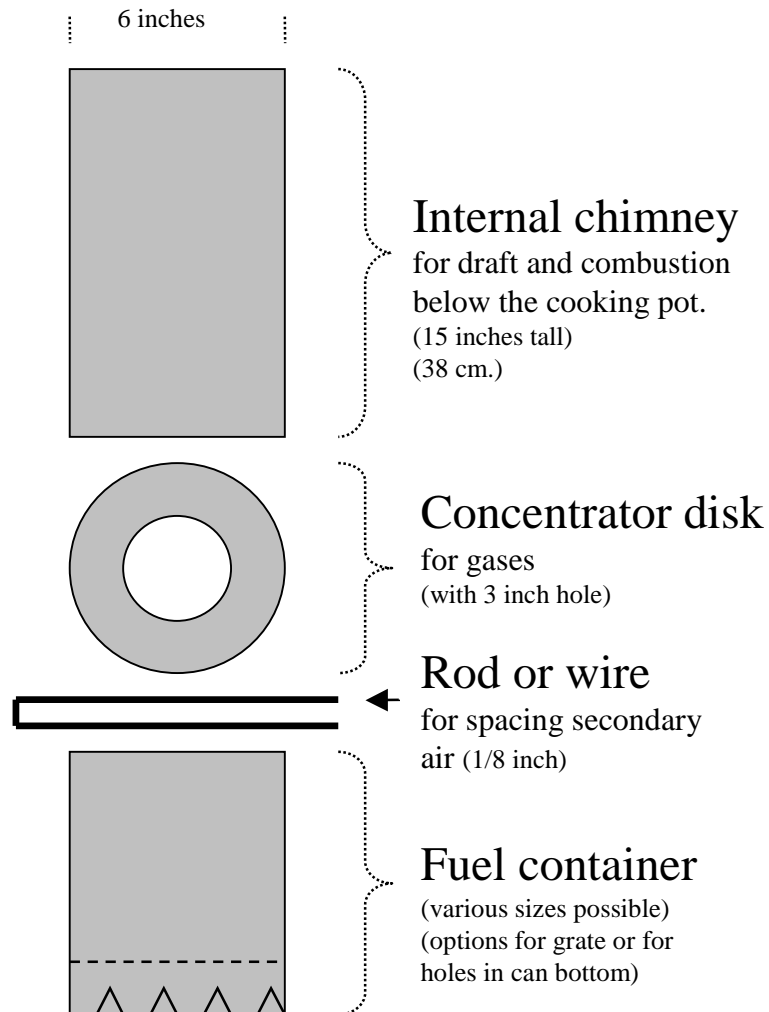 6 inches
Internal chimney
for draft and combustion
below the cooking pot.
(15 inches tall)
(38 cm.)
Concentrator disk
for gases
(with 3 inch hole)
Rod or wire
for spacing secondary
air (1/8 inch)
Fuel container
(various sizes possible)
(options for grate or for
holes in can bottom)